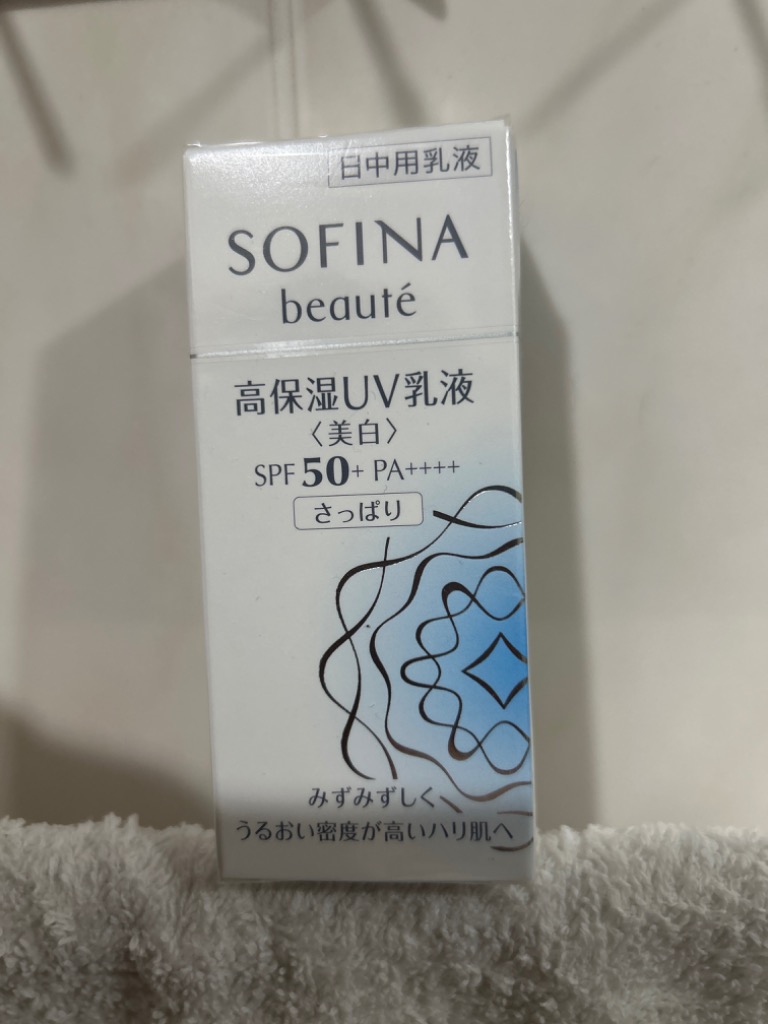 日中用乳液
SOFINA
beauté
高保湿UV乳液
〈美白〉
SPF 50+ PA++++
さっぱり
みずみずしく、
うるおい密度が高いハリ肌へ